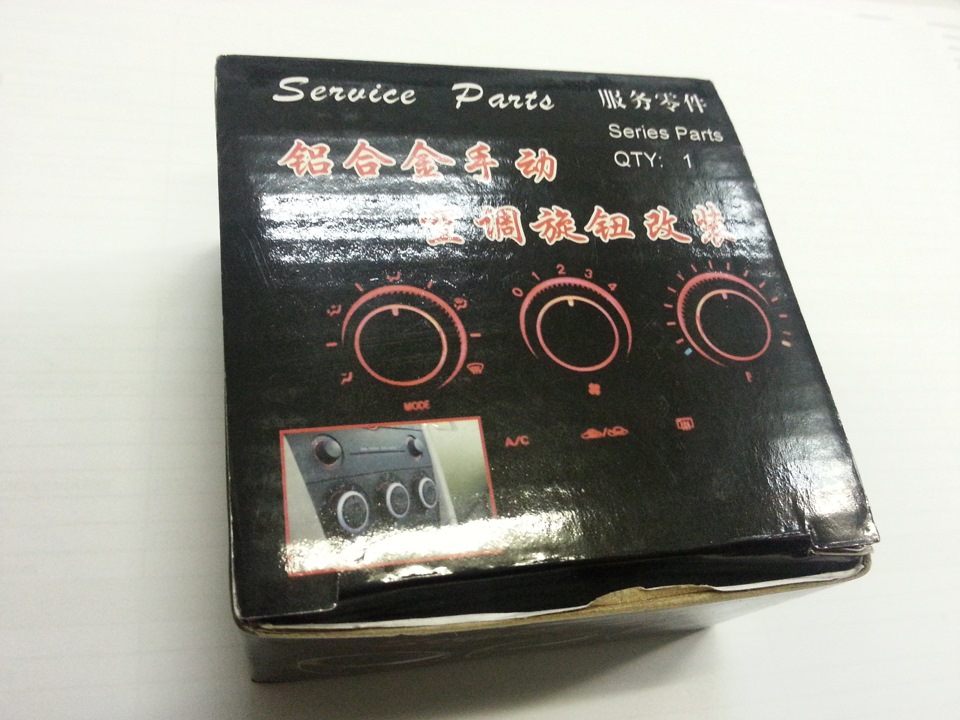 Service Parts 服务零件
Series Parts
QTY: 1
铝合金手动
空调旋钮改装
0 1 2 3 4
MODE
A/C